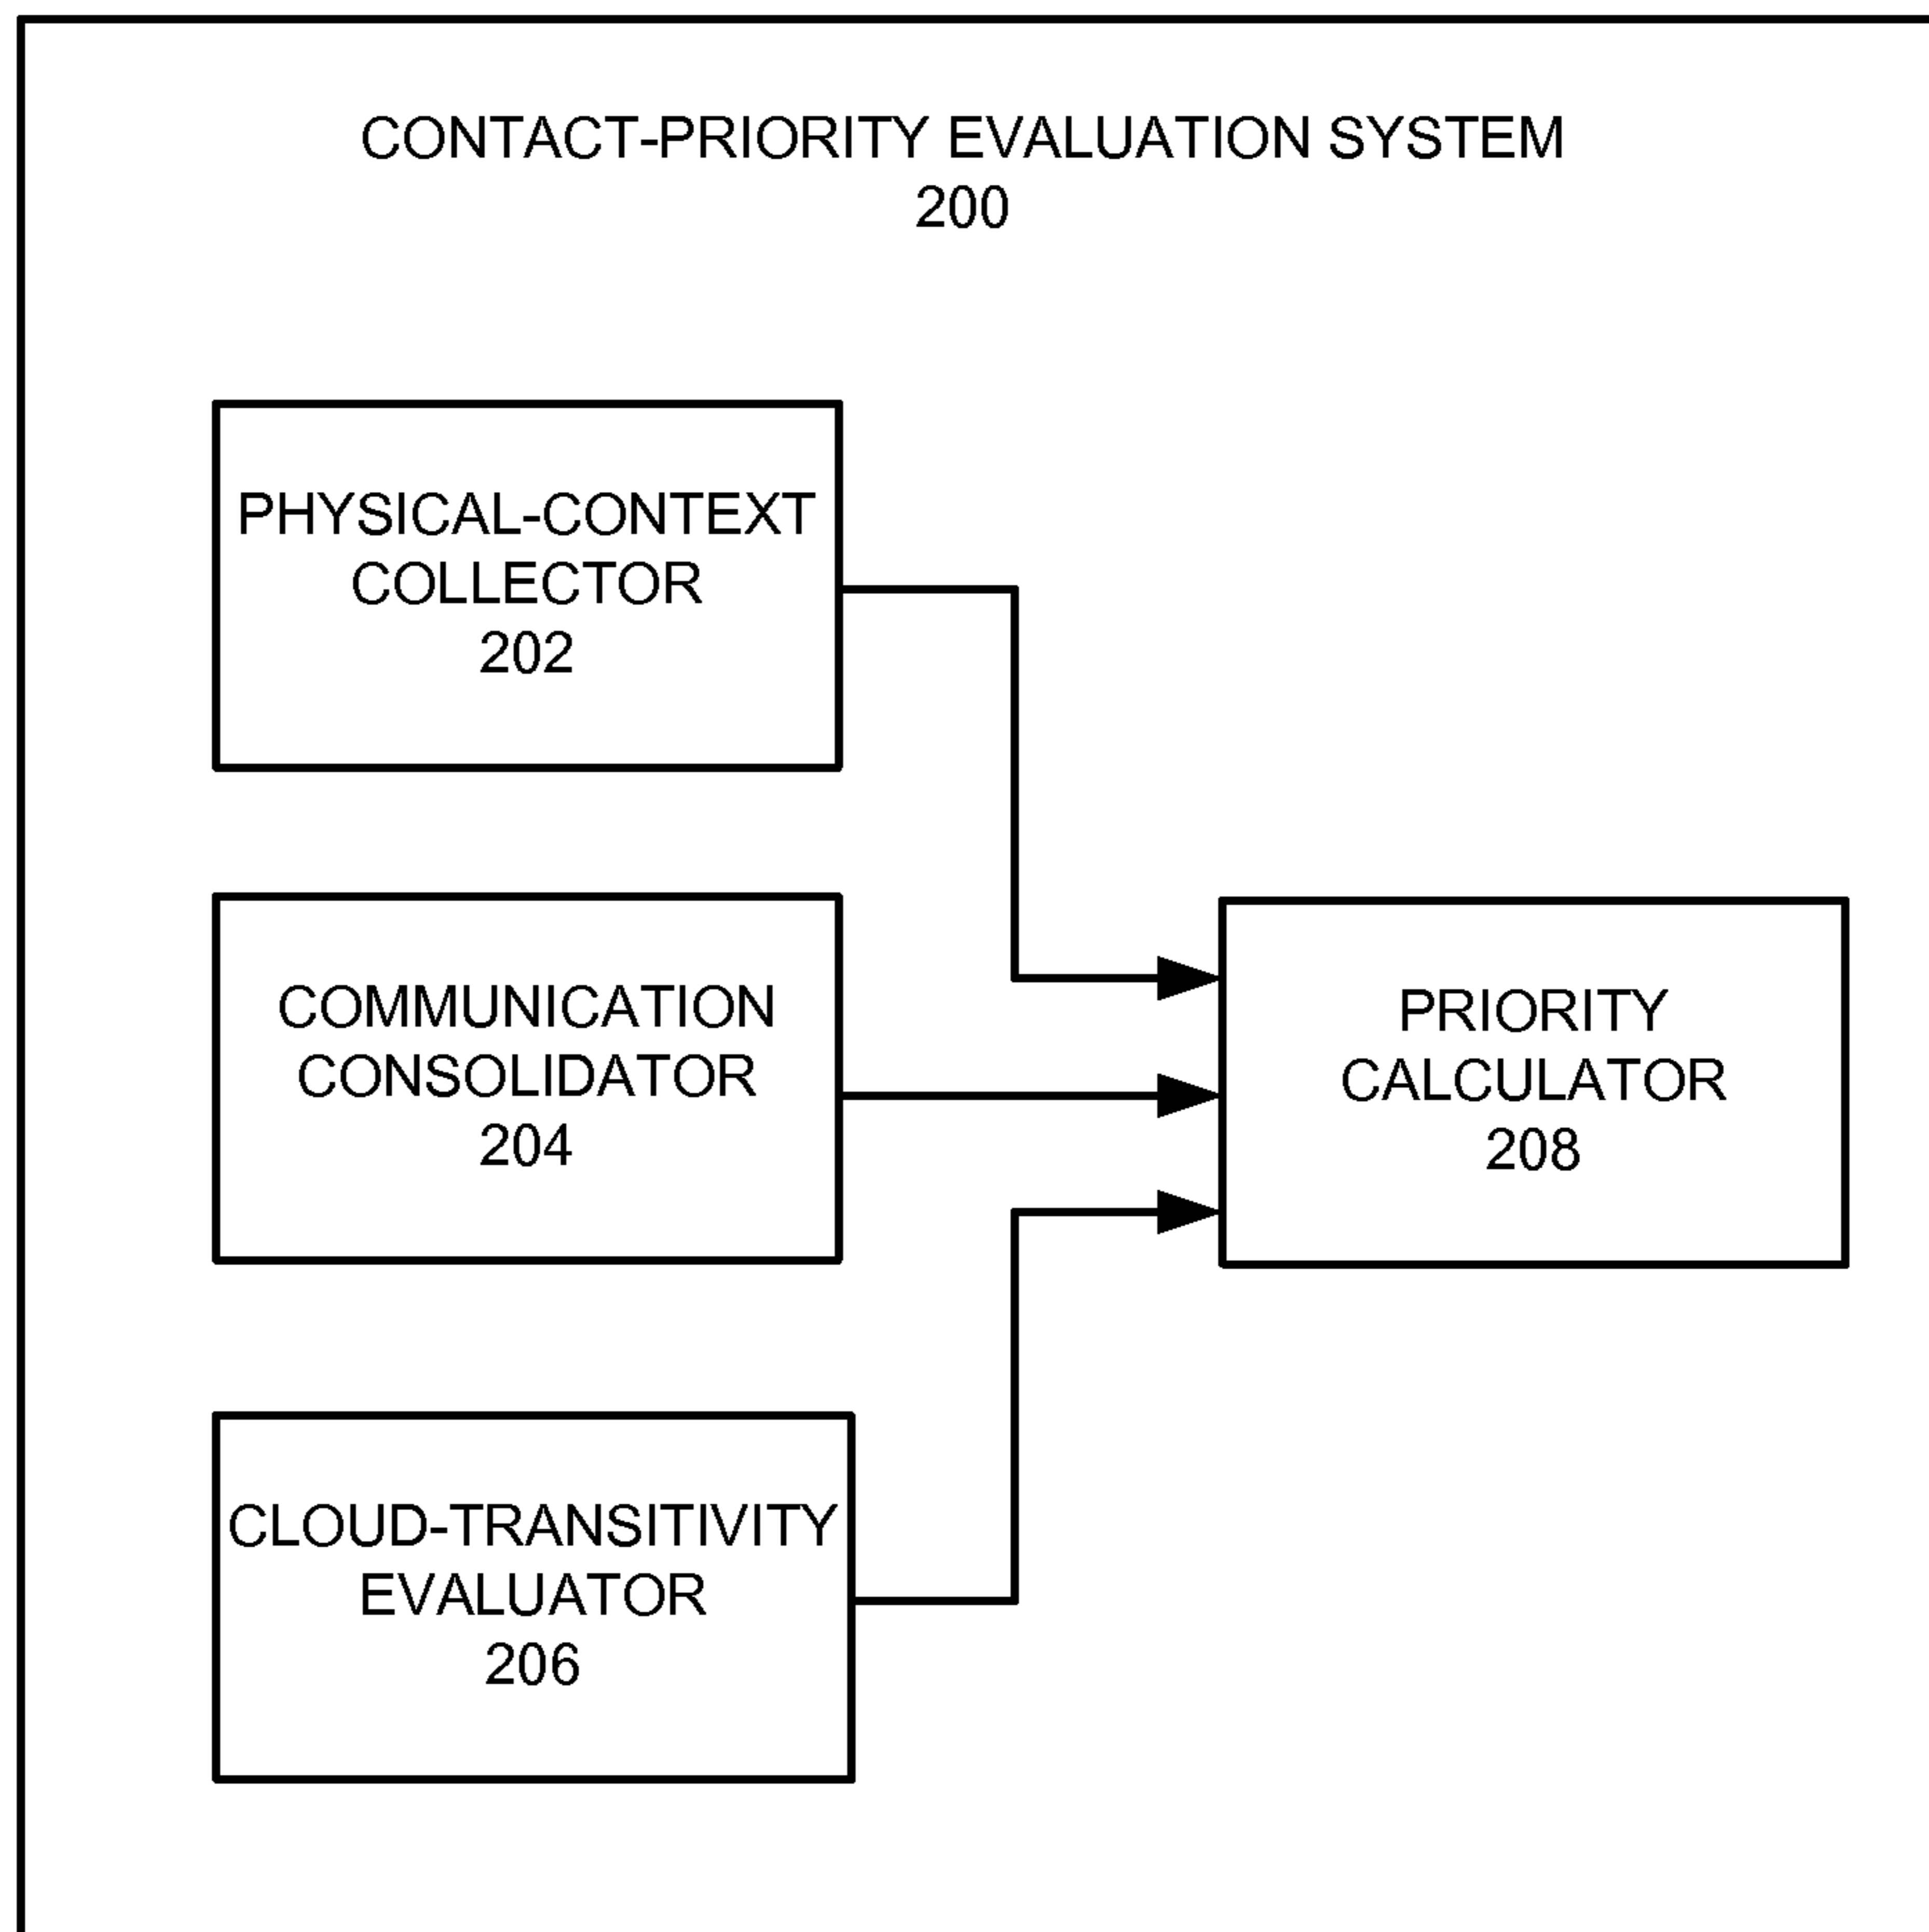 CONTACT-PRIORITY EVALUATION SYSTEM
200
PHYSICAL-CONTEXT
COLLECTOR
202
COMMUNICATION
CONSOLIDATOR
204
PRIORITY
CALCULATOR
208
CLOUD-TRANSITIVITY
EVALUATOR
206